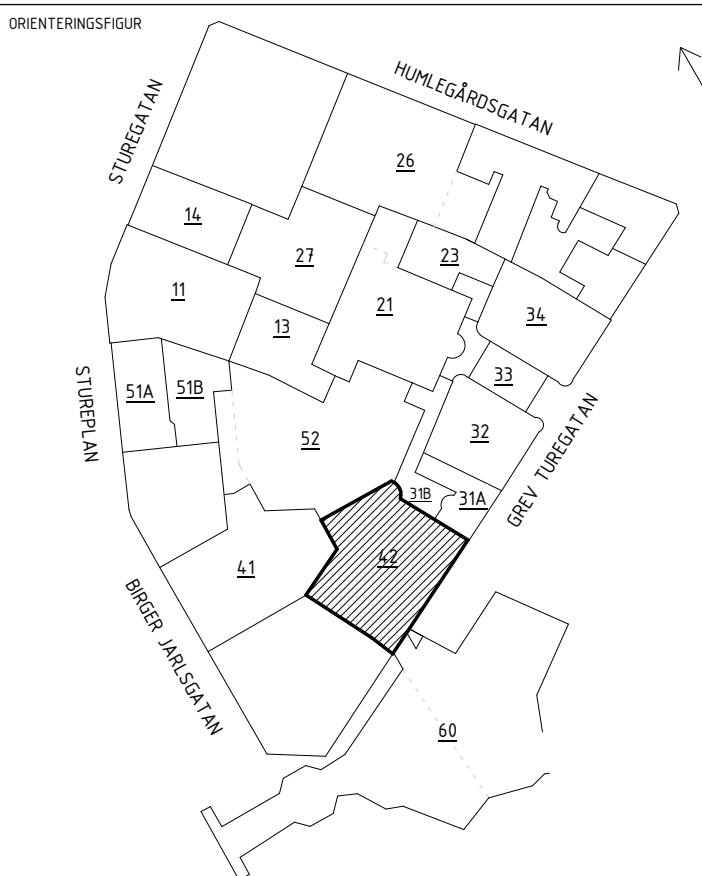 ORIENTERINGSFIGUR
HUMLEGÅRDSGATAN
STUREGATAN
26
14
27
23
11
21
34
13
33
51A
51B
STUREPLAN
32
52
GREV TUREGATAN
31B
31A
42
41
BIRGER JARLSGATAN
60